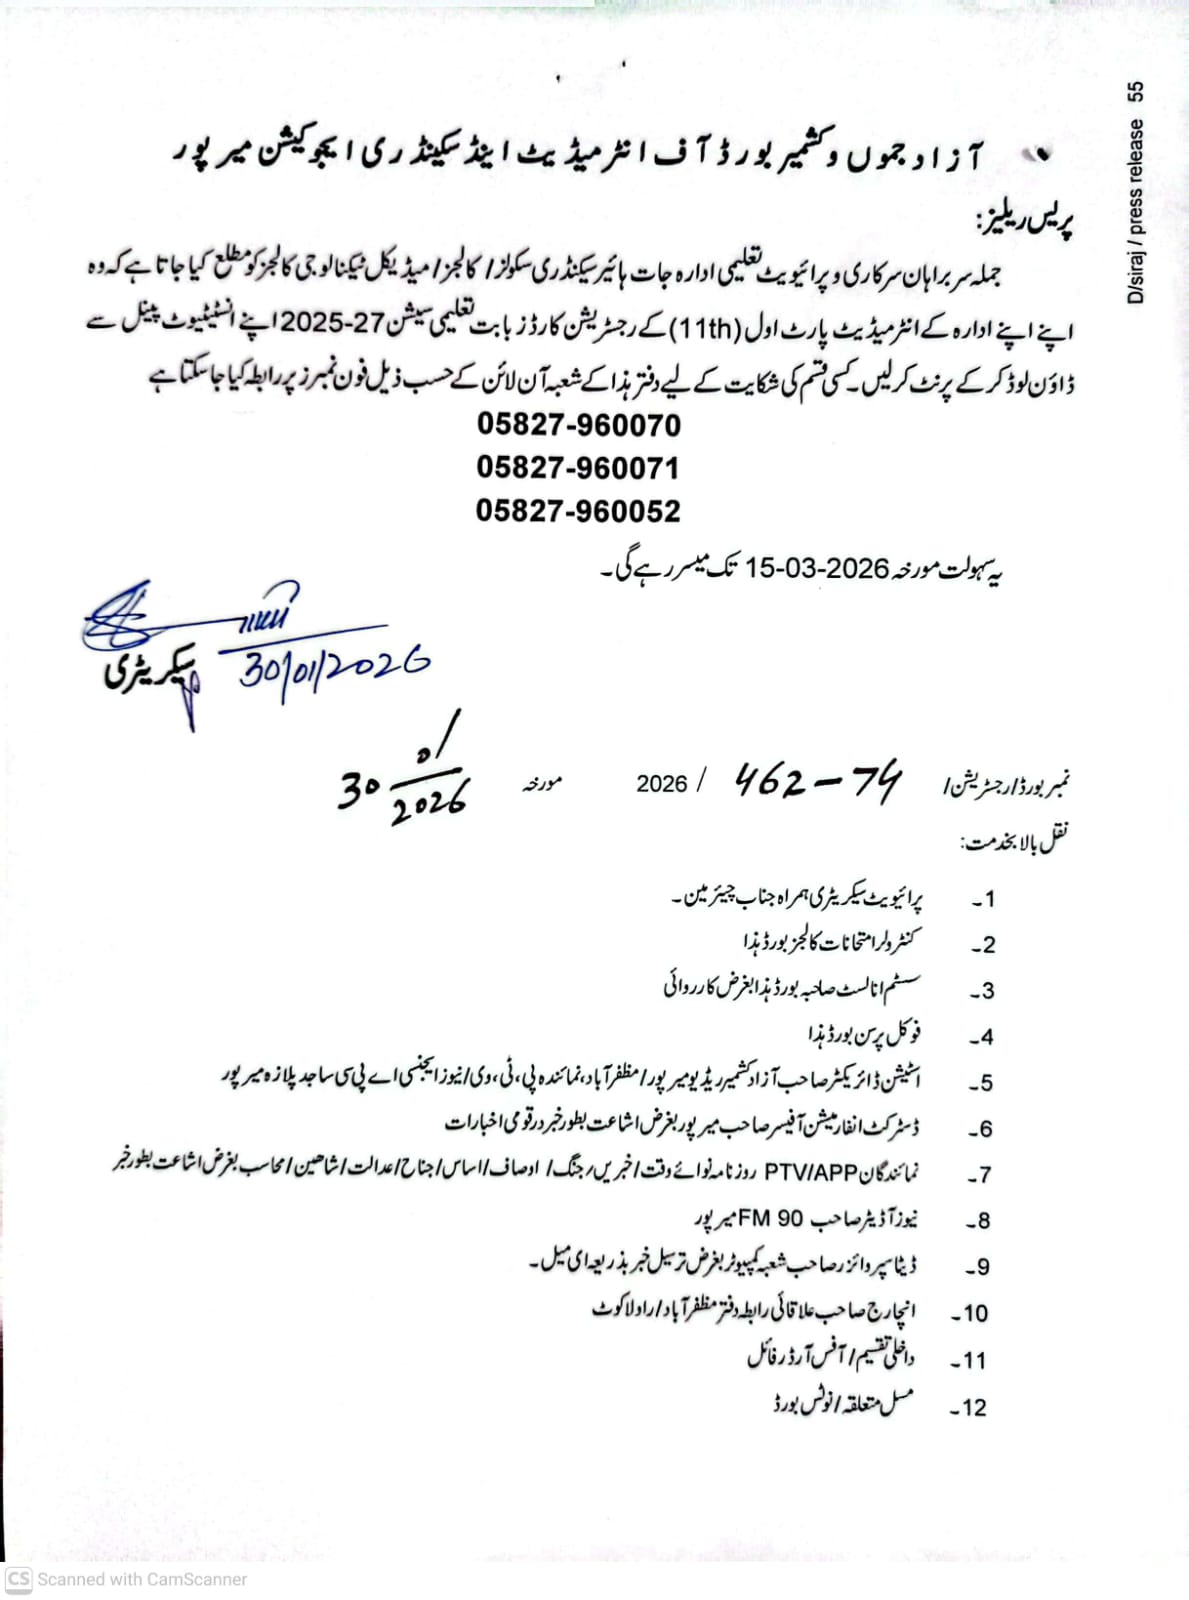 D/siraj / press release 55
آزاد جموں و کشمیر بورڈ آف انٹرمیڈیٹ اینڈ سکینڈری ایجوکیشن میرپور
پریس ریلیز:
جملہ سربراہان سرکاری و پرائیویٹ تعلیمی ادارہ جات ہائیر سیکنڈری سکولز/ کالجز/ میڈیکل ٹیکنالوجی کالجز کو مطلع کیا جاتا ہے کہ وہ
اپنے اپنے ادارہ کے انٹرمیڈیٹ پارٹ اول (11th) کے رجسٹریشن کارڈز بابت تعلیمی سیشن 2025-27 اپنے انسٹیٹیوٹ پینل سے
ڈاؤن لوڈ کر کے پرنٹ کر لیں۔ کسی قسم کی شکایت کے لیے دفتر ہذا کے شعبہ آن لائن کے حسب ذیل فون نمبرز پر رابطہ کیا جا سکتا ہے
05827-960070
05827-960071
05827-960052
یہ سہولت مورخہ 15-03-2026 تک میسر رہے گی۔
30/01/2026
سیکریٹری
نمبر بورڈ/رجسٹریشن/ 462-74 / 2026 مورخہ 30 01/2026
نقل بالا بخدمت:
1۔ پرائیویٹ سیکریٹری ہمراہ جناب چیئرمین۔
2۔ کنٹرولر امتحانات کالجز بورڈ ہذا
3۔ سسٹم انالسٹ صاحبہ بورڈ ہذا بغرض کارروائی
4۔ فوکل پرسن بورڈ ہذا
5۔ اسٹیشن ڈائریکٹر صاحب آزاد کشمیر ریڈیو میرپور/ مظفرآباد، نمائندہ پی، ٹی، وی/ نیوز ایجنسی اے پی سی ساجد پلازہ میرپور
6۔ ڈسٹرکٹ انفارمیشن آفیسر صاحب میرپور بغرض اشاعت بطور خبر در قومی اخبارات
7۔ نمائندگان PTV/APP روزنامہ نوائے وقت/ خبریں/ جنگ/ اوصاف/ اساس/ جناح/ عدالت/ شاھین/ محاسب بغرض اشاعت بطور خبر
8۔ نیوز آڈیٹر صاحب FM 90 میرپور
9۔ ڈیٹا سپروائزر صاحب شعبہ کمپیوٹر بغرض ترسیل خبر بذریعہ ای میل۔
10۔ انچارج صاحب علاقائی رابطہ دفتر مظفرآباد/ راولاکوٹ
11۔ داخلی تقسیم/ آفس آرڈر فائل
12۔ مسل متعلقہ/ نوٹس بورڈ
CS Scanned with CamScanner